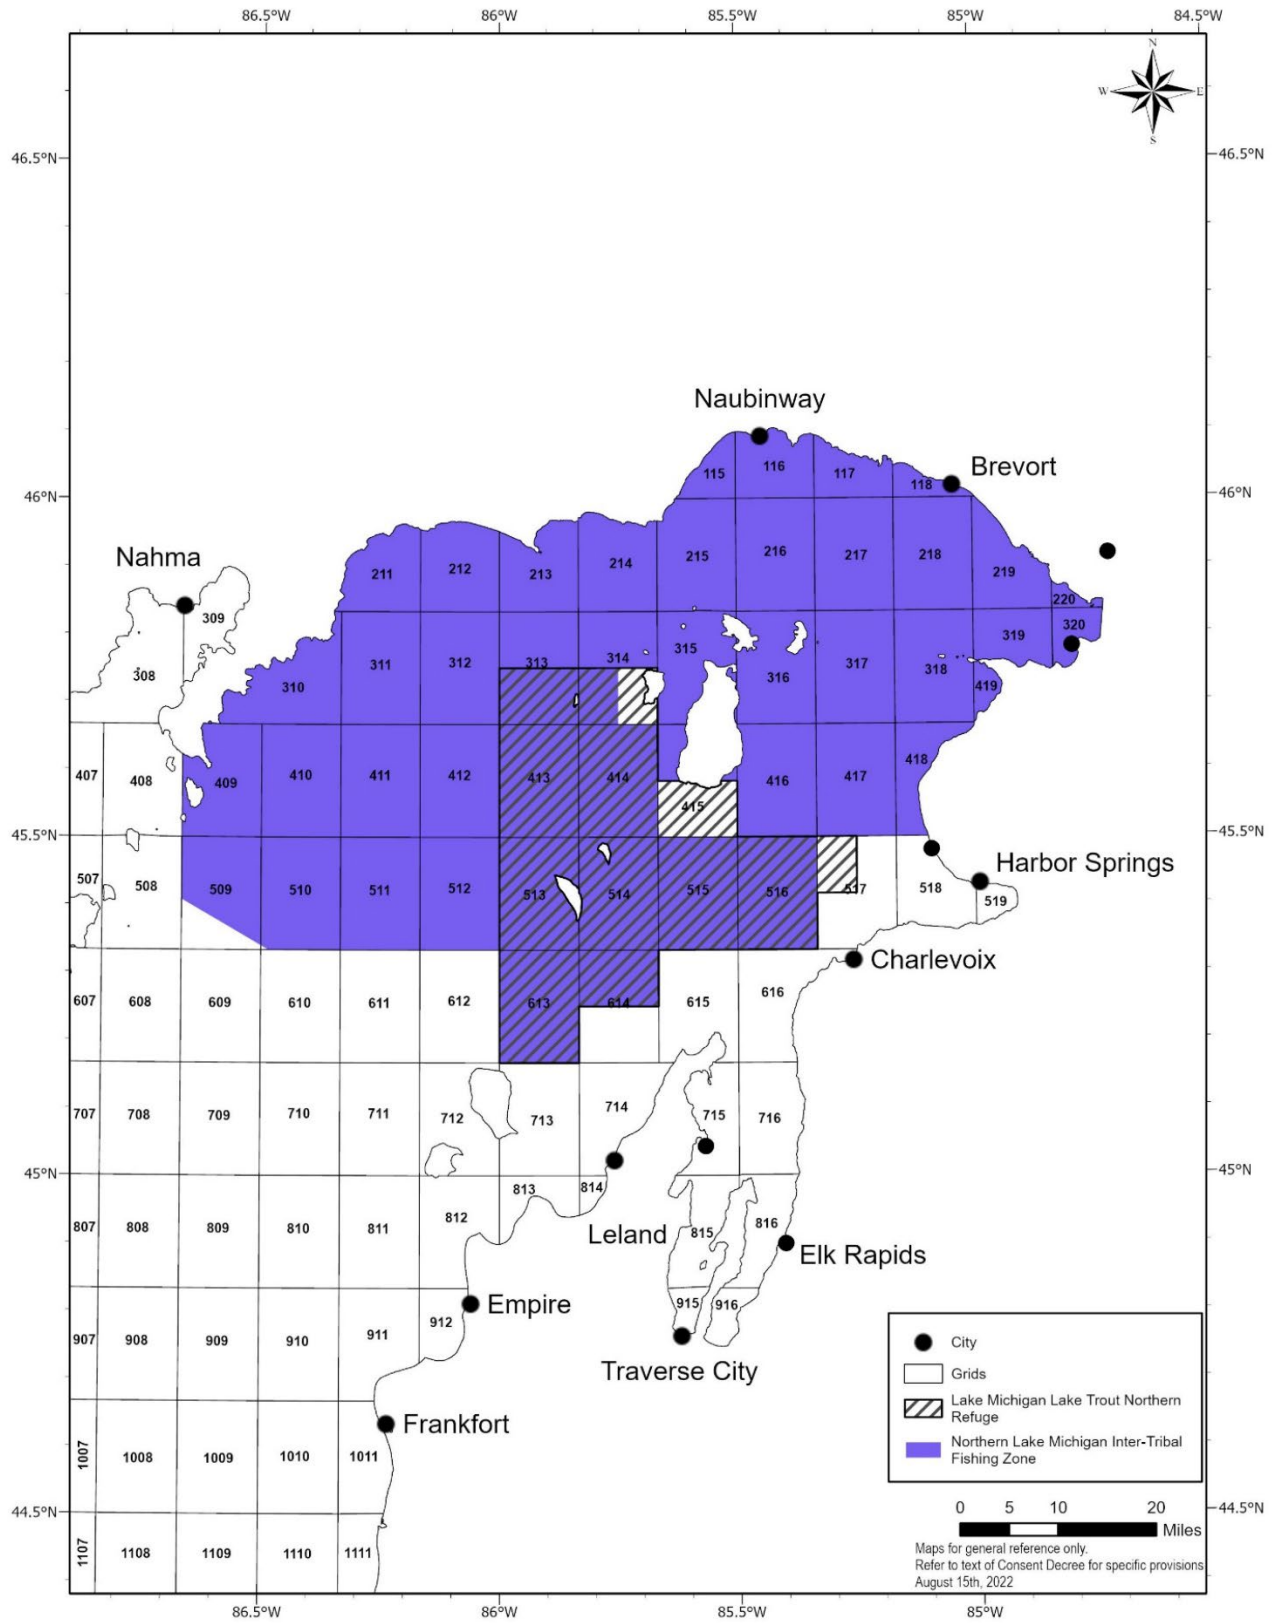 86.5°W 86°W 85.5°W 85°W 84.5°W
N
W E
S
46.5°N 46.5°N
Naubinway
Brevort
115 116 117 118
46°N 46°N
Nahma
211 212 213 214 215 216 217 218 219
220
309
308 310 311 312 313 314 315 316 317 318 319 320
419
407 408 409 410 411 412 413 414 415 416 417 418
45.5°N 45.5°N
Harbor Springs
507 508 509 510 511 512 513 514 515 516 517 518 519
Charlevoix
607 608 609 610 611 612 613 614 615 616
707 708 709 710 711 712 713 714 715 716
45°N 45°N
813 814
Leland
807 808 809 810 811 812 815 816
Elk Rapids
Empire
907 908 909 910 911 912 915 916
Traverse City
Frankfort
1007 1008 1009 1010 1011
44.5°N 44.5°N
1107 1108 1109 1110 1111
City
Grids
Lake Michigan Lake Trout Northern
Refuge
Northern Lake Michigan Inter-Tribal
Fishing Zone
0 5 10 20
Miles
Maps for general reference only.
Refer to text of Consent Decree for specific provisions
August 15th, 2022
86.5°W 86°W 85.5°W 85°W